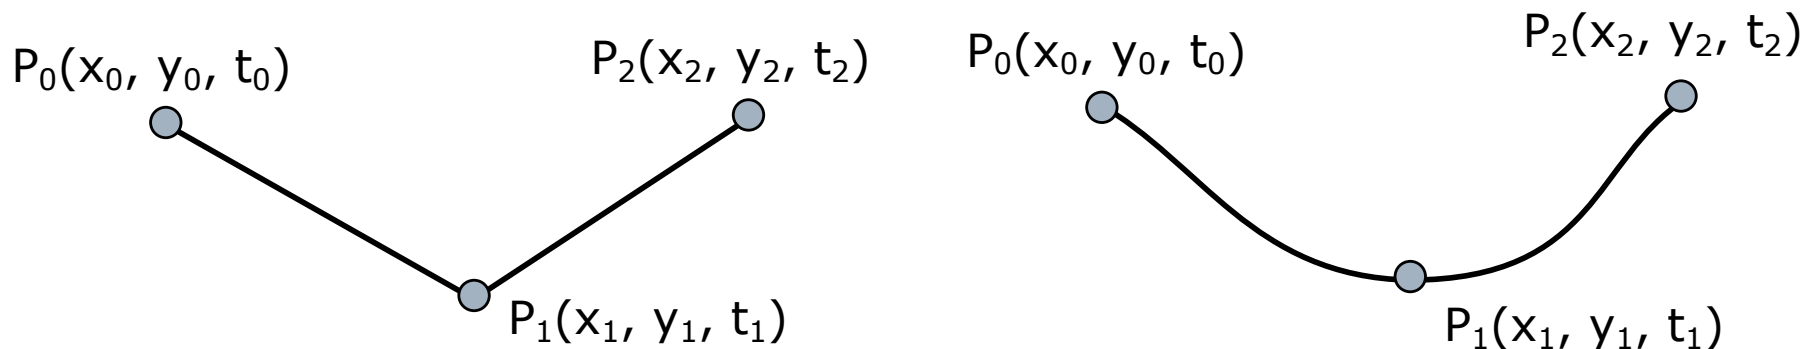 P₀(x₀, y₀, t₀)
P₂(x₂, y₂, t₂)
P₁(x₁, y₁, t₁)
P₀(x₀, y₀, t₀)
P₂(x₂, y₂, t₂)
P₁(x₁, y₁, t₁)